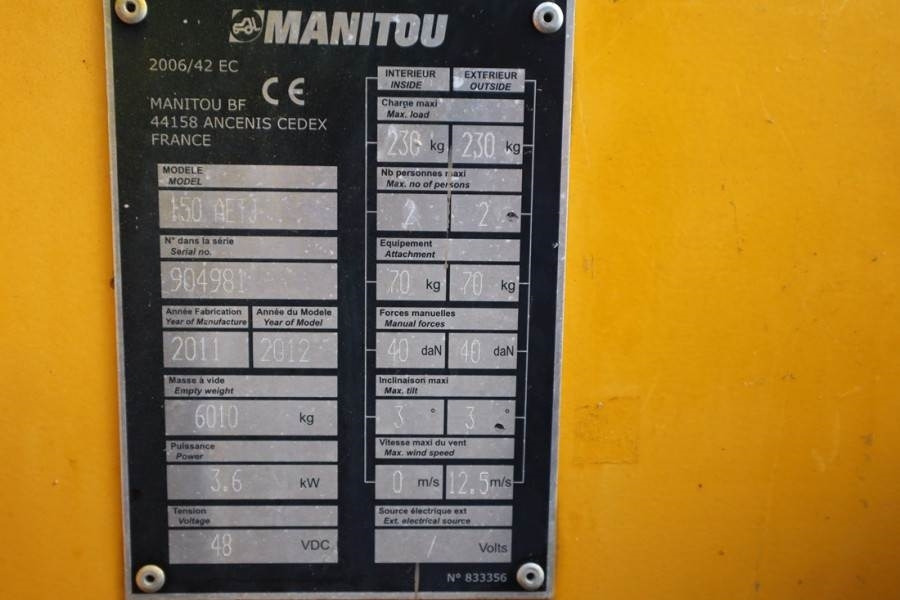 MANITOU
2006/42 EC
CE
MANITOU BF
44158 ANCENIS CEDEX
FRANCE
MODELE
MODEL
150 AETJ
N° dans la série
Serial no.
904981
Année Fabrication
Year of Manufacture
2011
Année du Modele
Year of Model
2012
Masse à vide
Empty weight
6010 kg
Puissance
Power
3.6 kW
Tension
Voltage
48 VDC
INTERIEUR
INSIDE
EXTERIEUR
OUTSIDE
Charge maxi
Max. load
230 kg 230 kg
Nb personnes maxi
Max. no of persons
2 2
Equipement
Attachment
70 kg 70 kg
Forces manuelles
Manual forces
40 daN 40 daN
Inclinaison maxi
Max. tilt
3 ° 3 °
Vitesse maxi du vent
Max. wind speed
0 m/s 12.5 m/s
Source électrique ext
Ext. electrical source
/ Volts
N° 833356